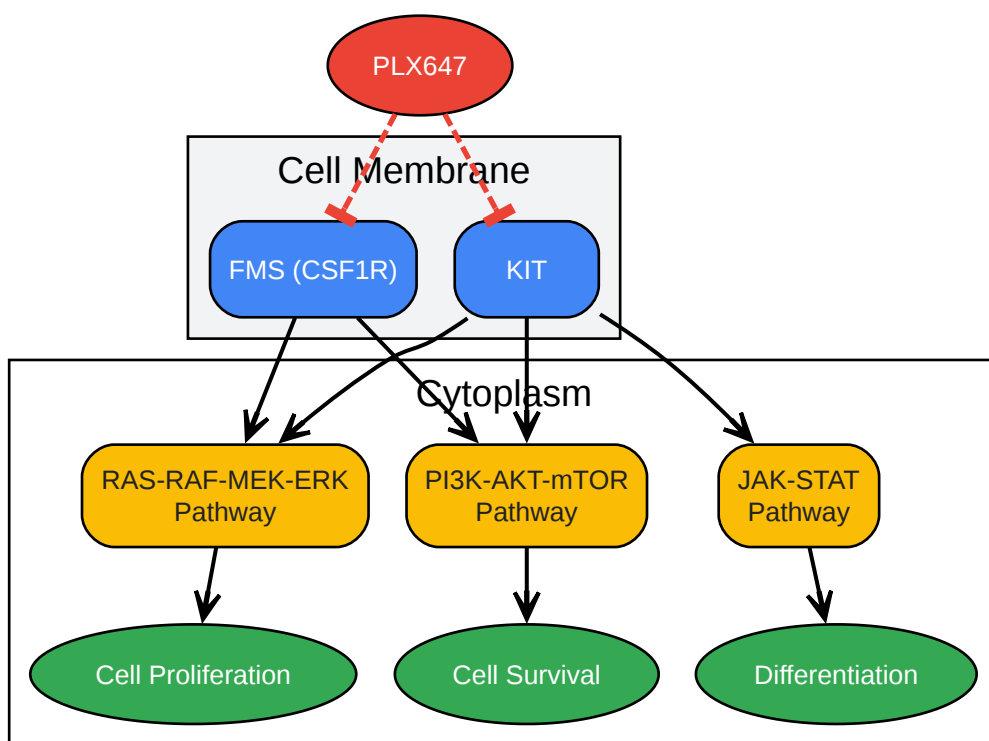 PLX647
Cell Membrane
FMS (CSF1R)
KIT
Cytoplasm
RAS-RAF-MEK-ERK
Pathway
PI3K-AKT-mTOR
Pathway
JAK-STAT
Pathway
Cell Proliferation
Cell Survival
Differentiation